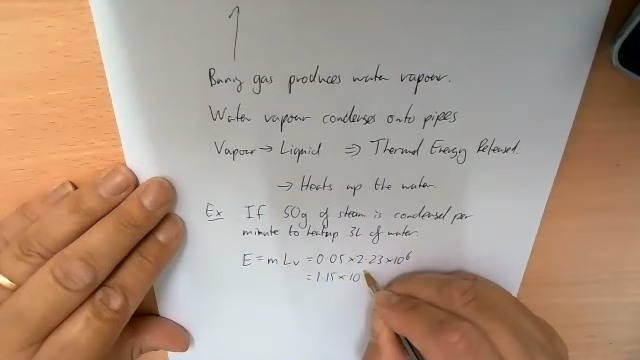 Burning gas produces water vapour.
Water vapour condenses onto pipes
Vapour → Liquid ⇒ Thermal Energy Released.
→ Heats up the water
Ex If 50g of steam is condensed per
minute to heatup 3L of water.
E = m Lv = 0.05 × 2.23 × 10⁶
= 1.15 × 10